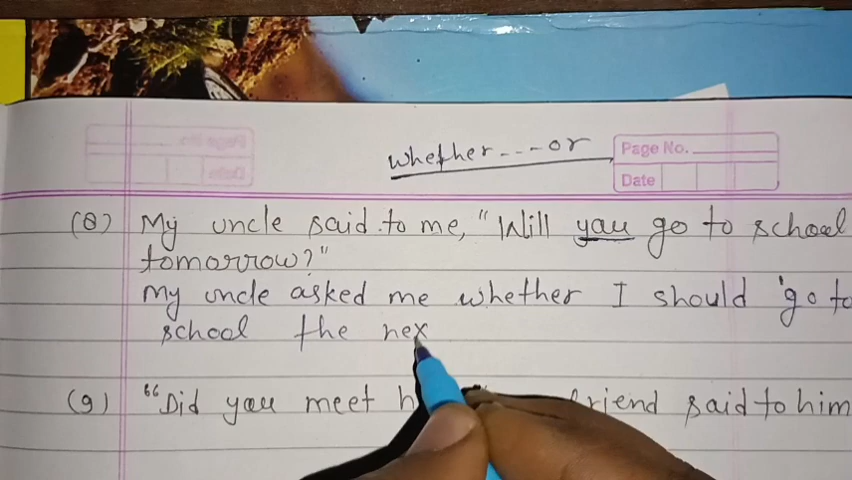 whether---or
Page No.
Date
(8) My uncle said to me, "Will you go to school
tomorrow?"
My uncle asked me whether I should go to
school the nex
(9) "Did you meet h friend said to him